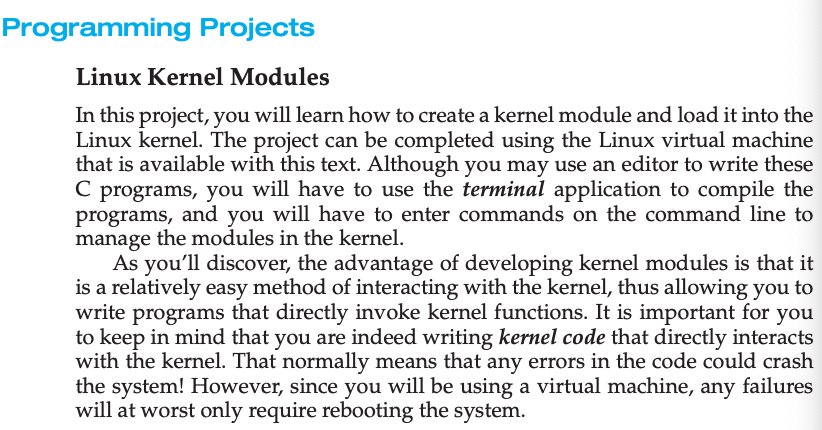 Programming Projects
Linux Kernel Modules
In this project, you will learn how to create a kernel module and load it into the
Linux kernel. The project can be completed using the Linux virtual machine
that is available with this text. Although you may use an editor to write these
C programs, you will have to use the terminal application to compile the
programs, and you will have to enter commands on the command line to
manage the modules in the kernel.
As you’ll discover, the advantage of developing kernel modules is that it
is a relatively easy method of interacting with the kernel, thus allowing you to
write programs that directly invoke kernel functions. It is important for you
to keep in mind that you are indeed writing kernel code that directly interacts
with the kernel. That normally means that any errors in the code could crash
the system! However, since you will be using a virtual machine, any failures
will at worst only require rebooting the system.